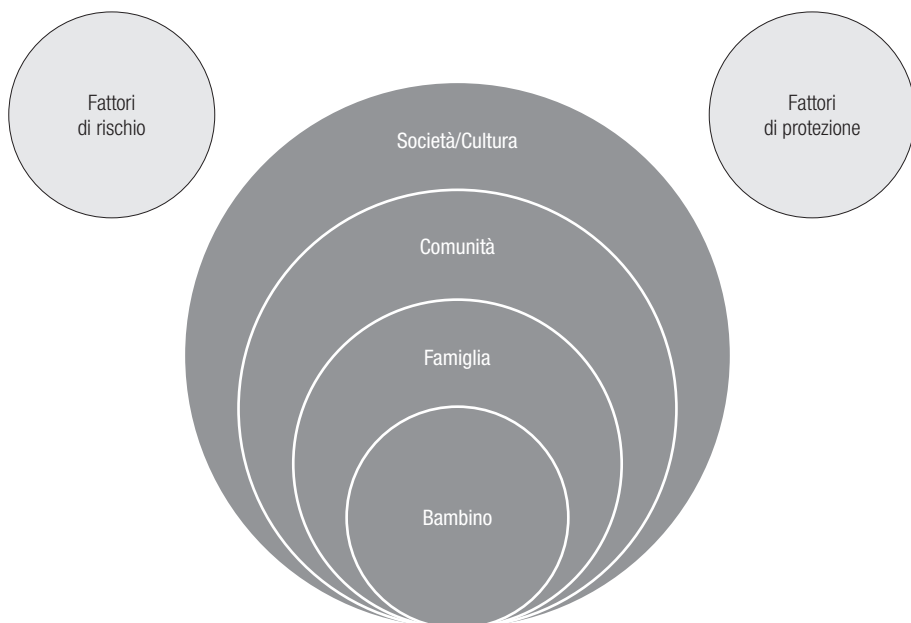 Fattori
di rischio
Fattori
di protezione
Società/Cultura
Comunità
Famiglia
Bambino